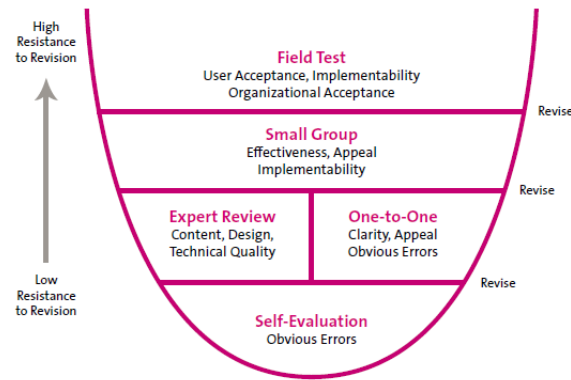 High
Resistance
to Revision
Field Test
User Acceptance, Implementability
Organizational Acceptance
Revise
Small Group
Effectiveness, Appeal
Implementability
Revise
Expert Review
Content, Design,
Technical Quality
One-to-One
Clarity, Appeal
Obvious Errors
Low
Resistance
to Revision
Revise
Self-Evaluation
Obvious Errors